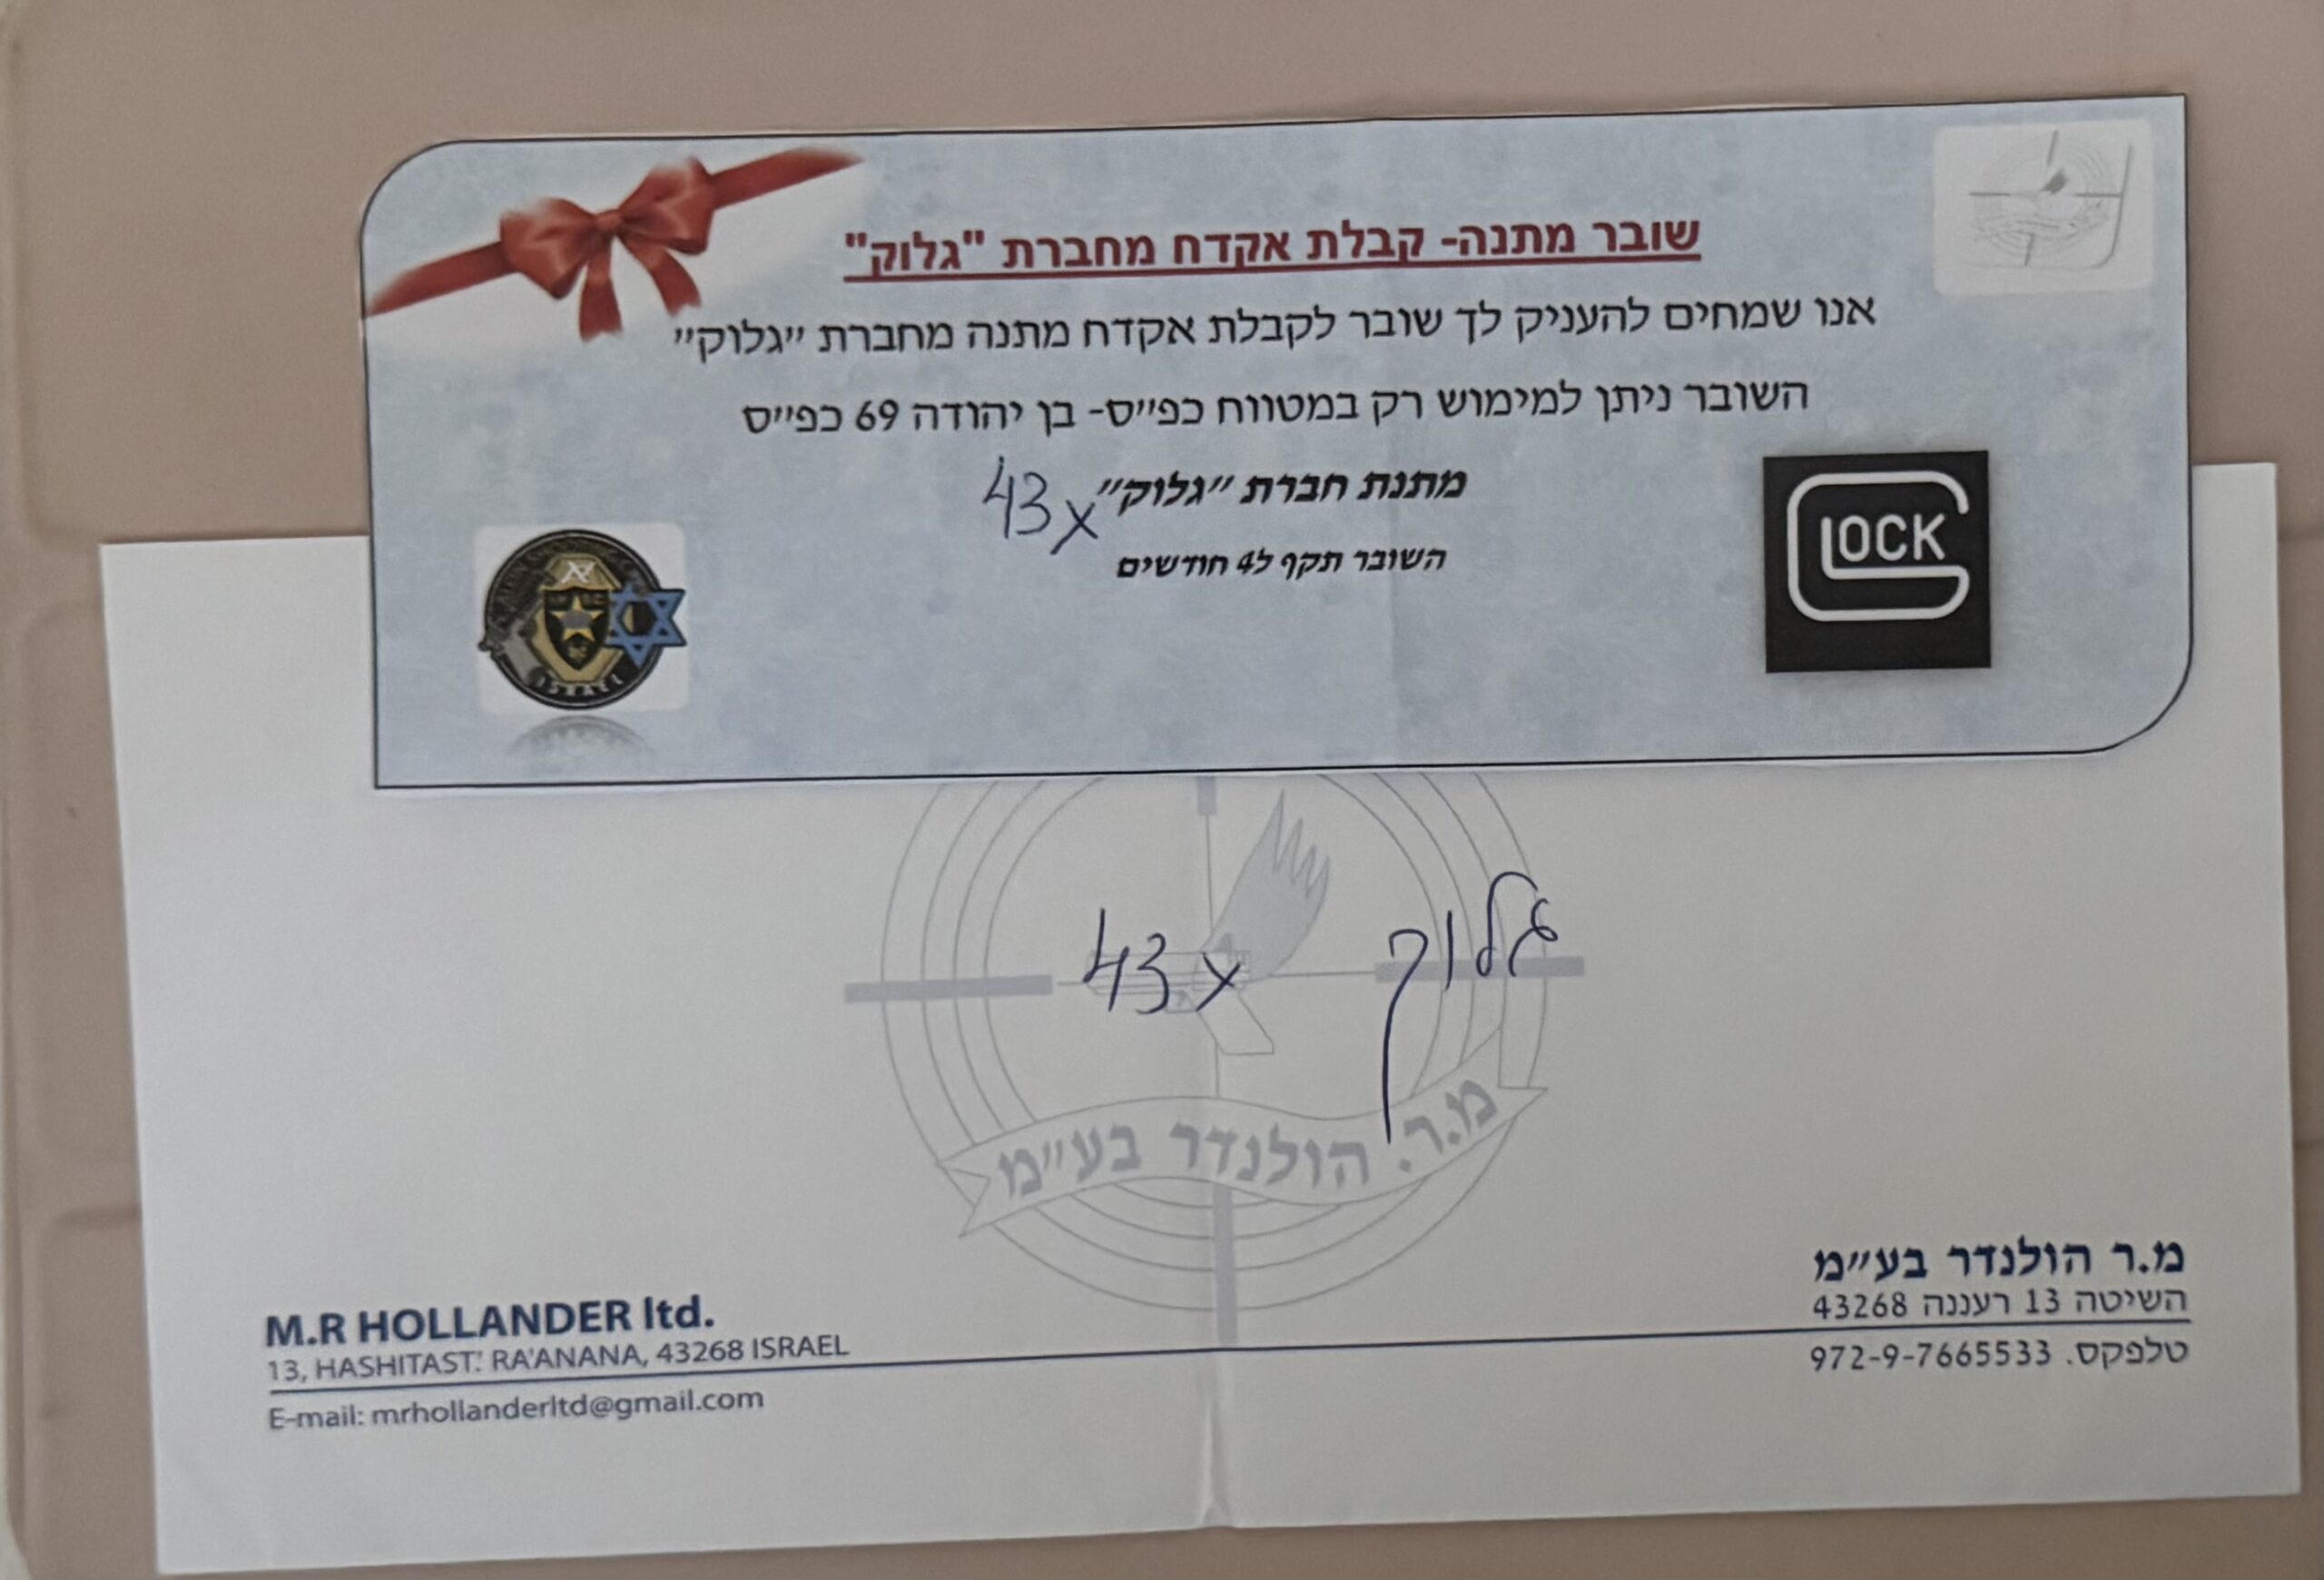 שובר מתנה- קבלת אקדח מחברת "גלוק"
אנו שמחים להעניק לך שובר לקבלת אקדח מתנה מחברת "גלוק"
השובר ניתן למימוש רק במטווח כפ"ס- בן יהודה 69 כפ"ס
מתנת חברת "גלוק" 43x
השובר תקף ל4 חודשים
GLOCK
ISRAEL
גלוק 43x
מ.ר. הולנדר בע"מ
מ.ר הולנדר בע"מ
השיטה 13 רעננה 43268
טלפקס. 972-9-7665533
M.R HOLLANDER ltd.
13, HASHITAST. RA'ANANA, 43268 ISRAEL
E-mail: mrhollanderltd@gmail.com